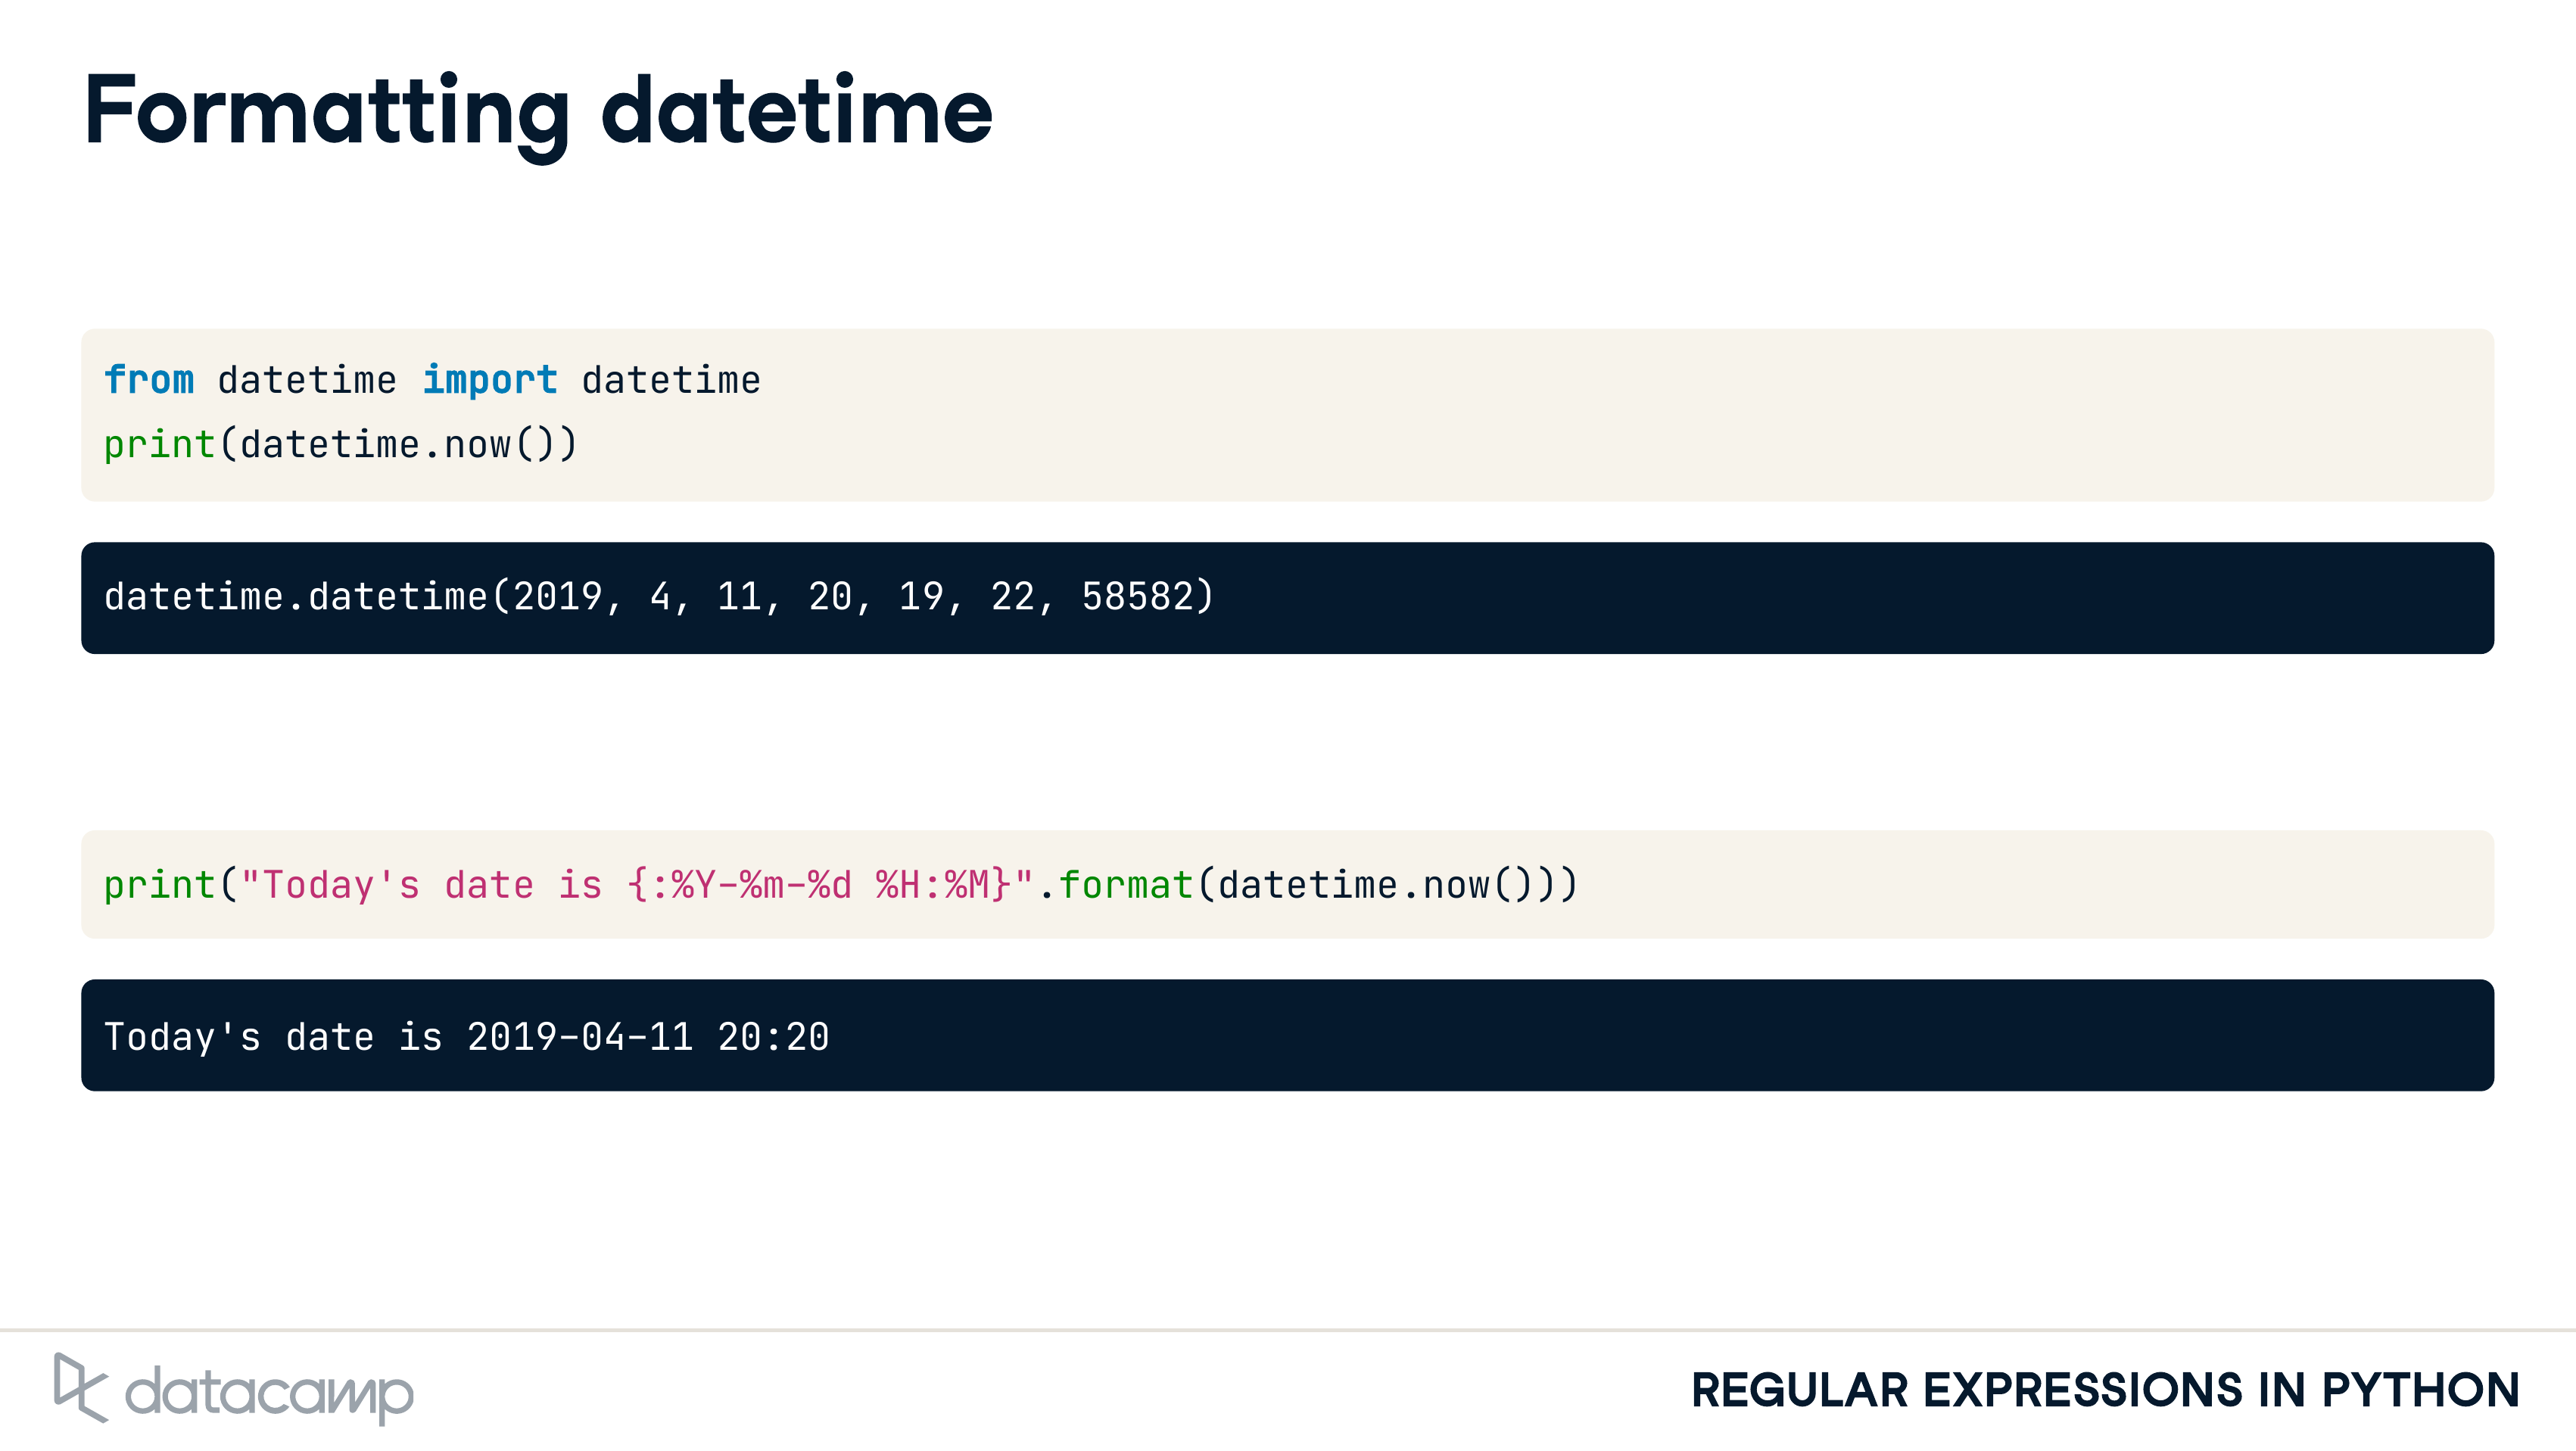 Formatting datetime
from datetime import datetime
print(datetime.now())
datetime.datetime(2019, 4, 11, 20, 19, 22, 58582)
print("Today's date is {:%Y-%m-%d %H:%M}".format(datetime.now()))
Today's date is 2019-04-11 20:20
datacamp
REGULAR EXPRESSIONS IN PYTHON